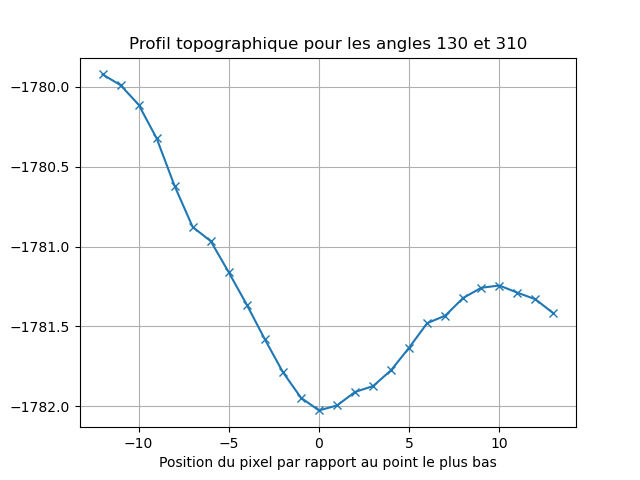 Profil topographique pour les angles 130 et 310
−1780.0
−1780.5
−1781.0
−1781.5
−1782.0
−10 −5 0 5 10
Position du pixel par rapport au point le plus bas